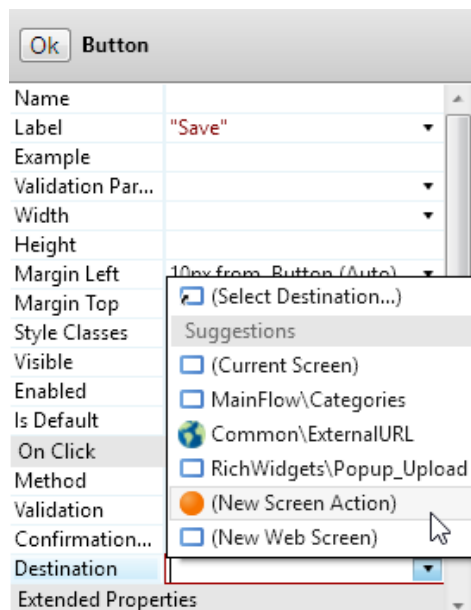 Ok Button
Name
Label "Save"
Example
Validation Par...
Width
Height
Margin Left 10px from Button (Auto)
Margin Top
Style Classes
Visible
Enabled
Is Default
On Click
Method
Validation
Confirmation...
Destination
Extended Properties
(Select Destination...)
Suggestions
(Current Screen)
MainFlow\Categories
Common\ExternalURL
RichWidgets\Popup_Upload
(New Screen Action)
(New Web Screen)